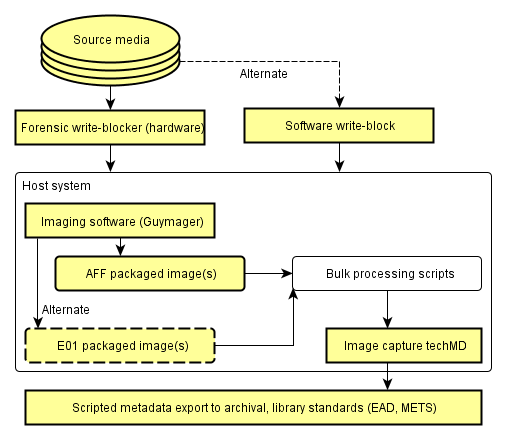 Source media
Alternate
Forensic write-blocker (hardware)
Software write-block
Host system
Imaging software (Guymager)
AFF packaged image(s)
Bulk processing scripts
Alternate
E01 packaged image(s)
Image capture techMD
Scripted metadata export to archival, library standards (EAD, METS)